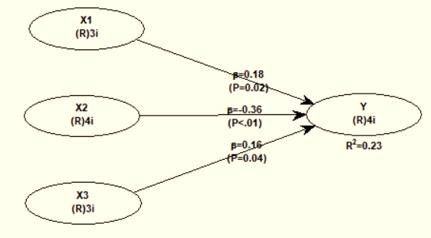 X1
(R)3i
β=0.18
(P=0.02)
X2
(R)4i
β=-0.36
(P<.01)
Y
(R)4i
R²=0.23
β=0.16
(P=0.04)
X3
(R)3i